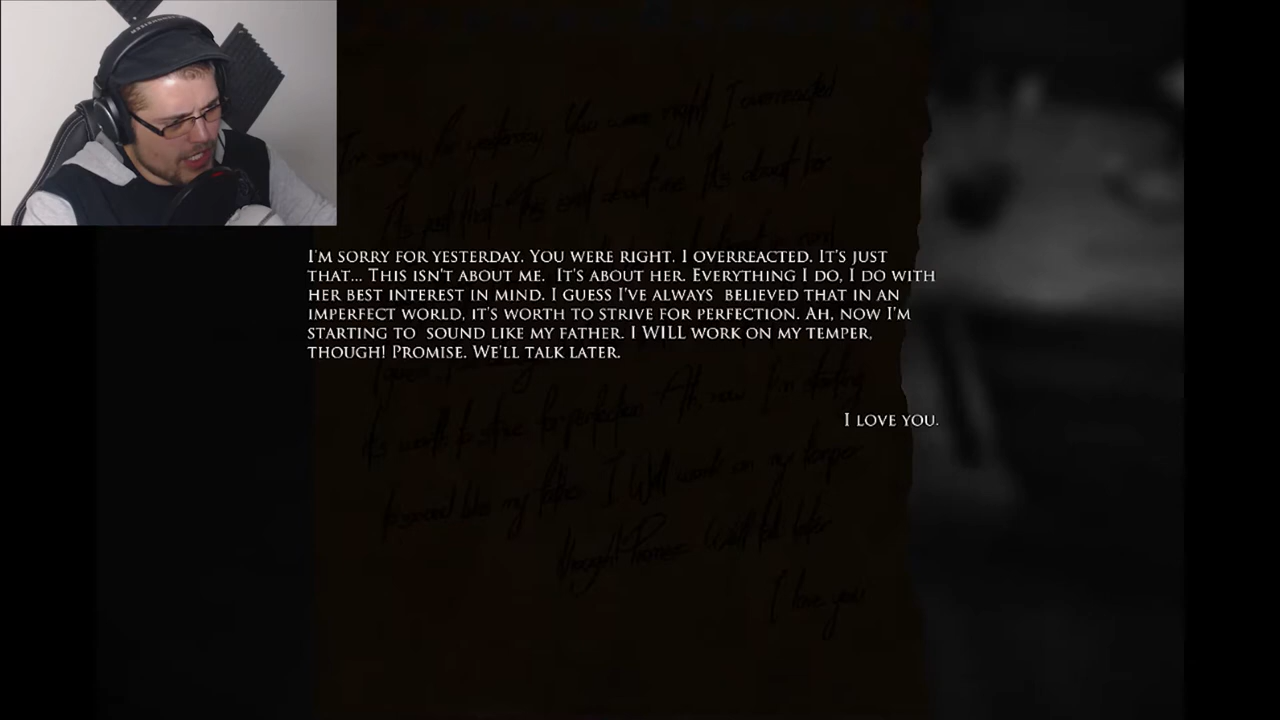 I'M SORRY FOR YESTERDAY. YOU WERE RIGHT. I OVERREACTED. IT'S JUST
THAT... THIS ISN'T ABOUT ME. IT'S ABOUT HER. EVERYTHING I DO, I DO WITH
HER BEST INTEREST IN MIND. I GUESS I'VE ALWAYS BELIEVED THAT IN AN
IMPERFECT WORLD, IT'S WORTH TO STRIVE FOR PERFECTION. AH, NOW I'M
STARTING TO SOUND LIKE MY FATHER. I WILL WORK ON MY TEMPER,
THOUGH! PROMISE. WE'LL TALK LATER.
I LOVE YOU.